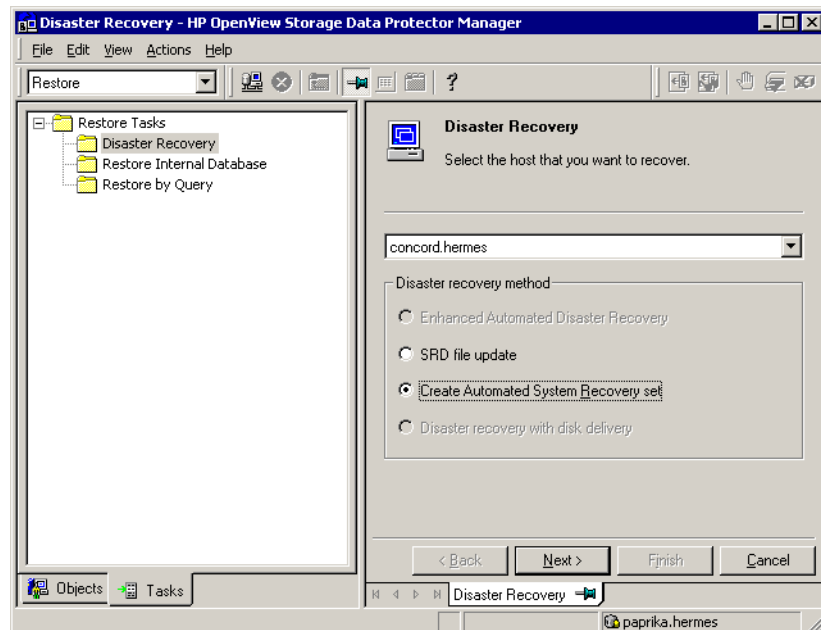 Disaster Recovery - HP OpenView Storage Data Protector Manager
File Edit View Actions Help
Restore
?
Restore Tasks
Disaster Recovery
Restore Internal Database
Restore by Query
Disaster Recovery
Select the host that you want to recover.
concord.hermes
Disaster recovery method
Enhanced Automated Disaster Recovery
SRD file update
Create Automated System Recovery set
Disaster recovery with disk delivery
< Back Next > Finish Cancel
Objects Tasks
Disaster Recovery
paprika.hermes